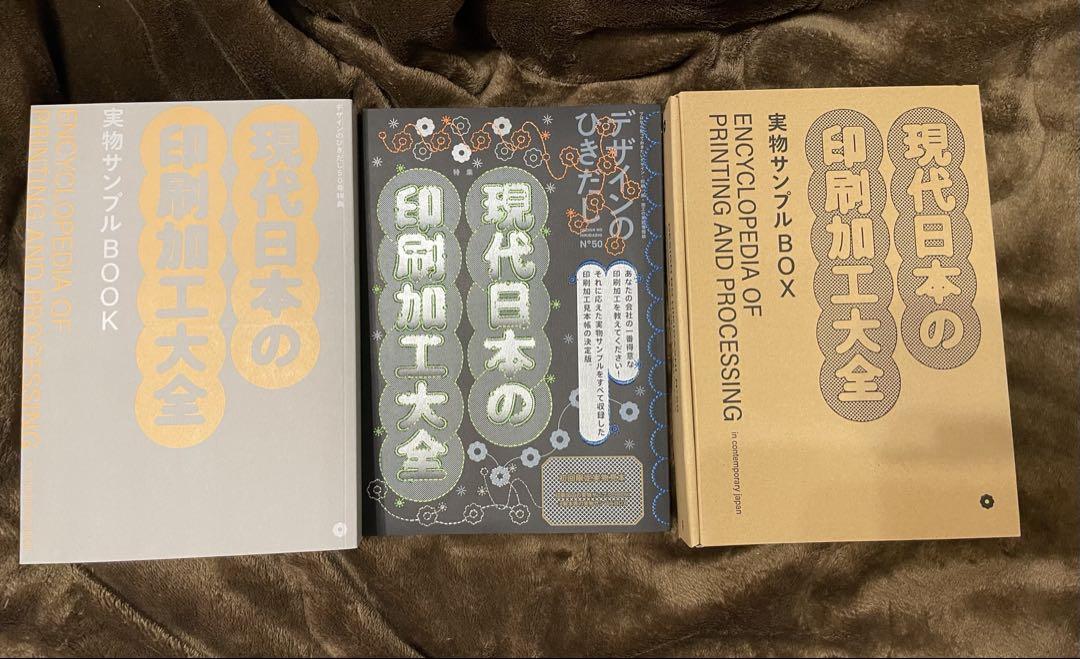 デザインのひきだし50号特典
現代日本の
印刷加工大全
実物サンプルBOOK
ENCYCLOPEDIA OF
PRINTING AND PROCESSING
デザインの
ひきだし
N°50
特集
現代日本の
印刷加工大全
あなたの会社の一番得意な
印刷加工を教えてください!
それに応えた実物サンプルをすべて収録した
印刷加工見本帳の決定版。
現代日本の
印刷加工大全
実物サンプルBOX
ENCYCLOPEDIA OF
PRINTING AND PROCESSING
in contemporary japan